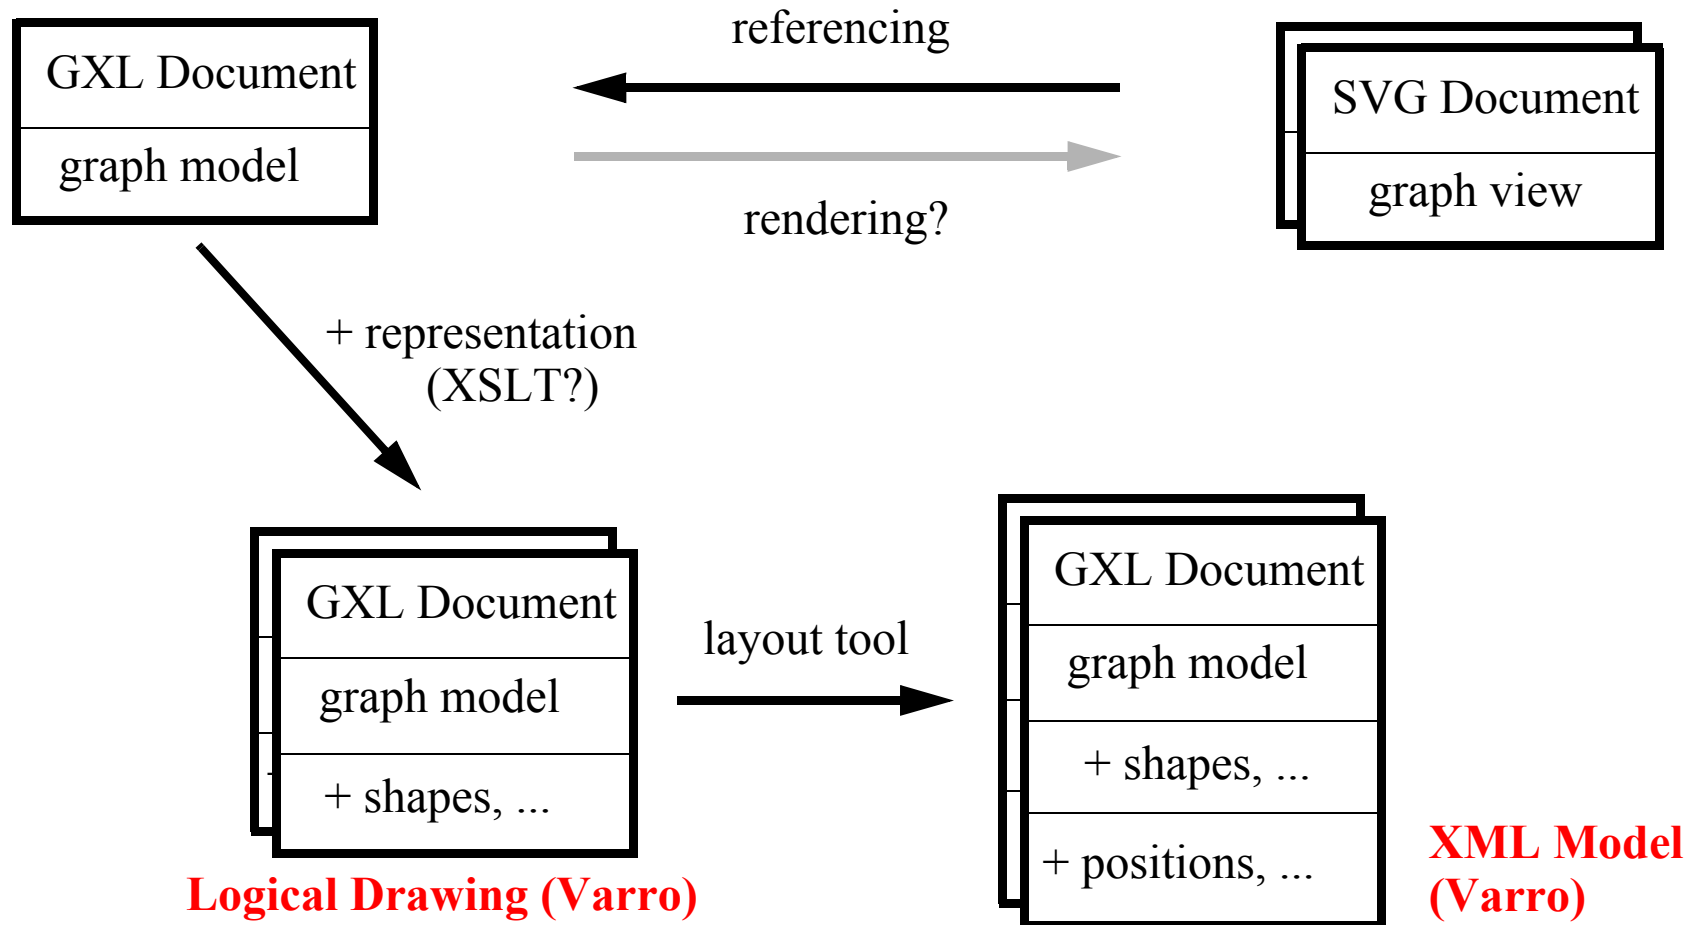 referencing
GXL Document
graph model
SVG Document
graph view
rendering?
+ representation
(XSLT?)
GXL Document
graph model
+ shapes, ...
layout tool
GXL Document
graph model
+ shapes, ...
+ positions, ...
Logical Drawing (Varro)
XML Model
(Varro)